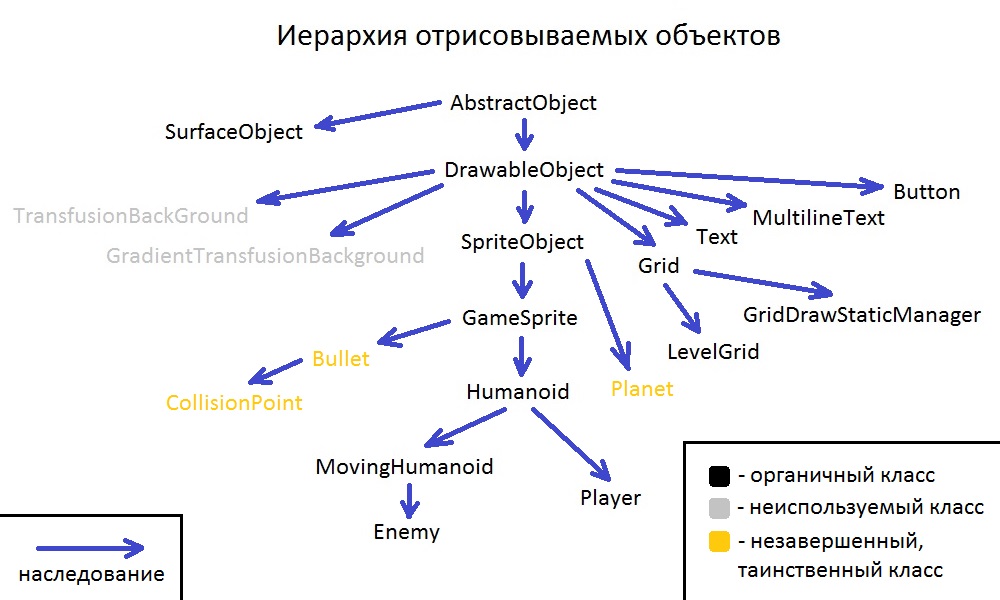 Иерархия отрисовываемых объектов
AbstractObject
SurfaceObject
DrawableObject
Button
TransfusionBackGround
MultilineText
Text
SpriteObject
GradientTransfusionBackground
Grid
GridDrawStaticManager
GameSprite
LevelGrid
Bullet
Planet
Humanoid
CollisionPoint
MovingHumanoid
Player
Enemy
- органичный класс
- неиспользуемый класс
- незавершенный,
таинственный класс
наследование